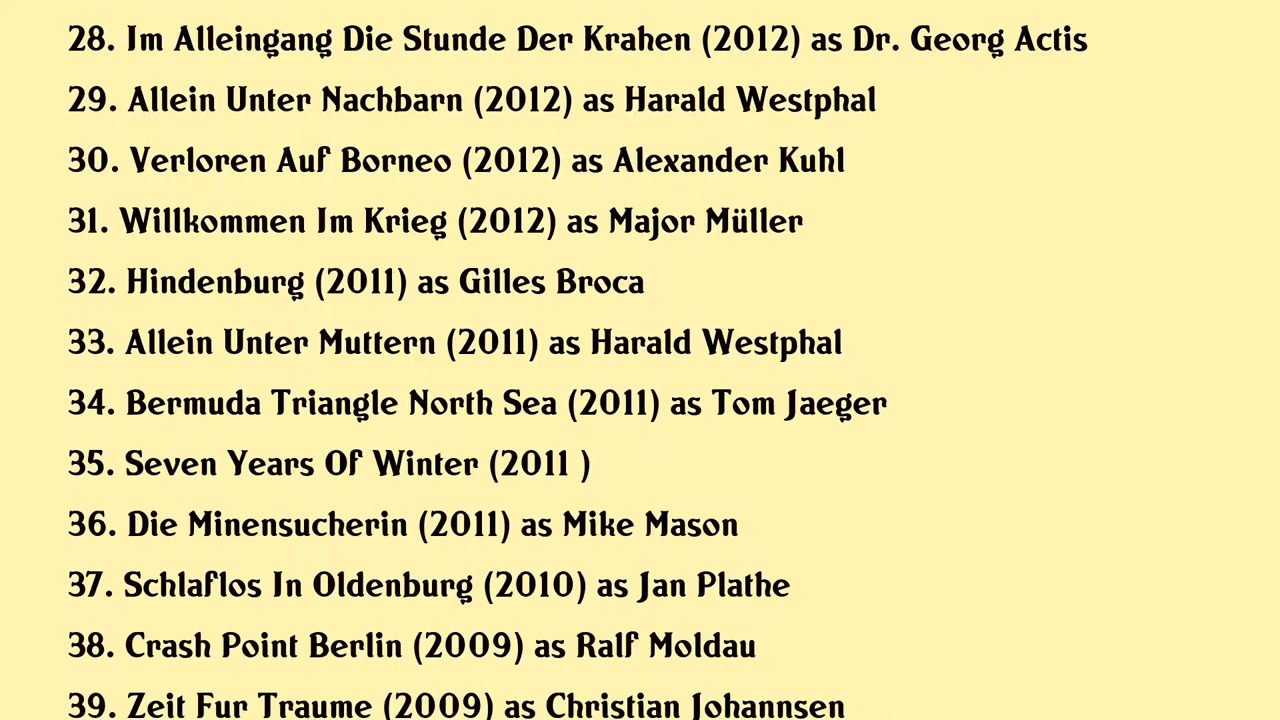 28. Im Alleingang Die Stunde Der Krahen (2012) as Dr. Georg Actis
29. Allein Unter Nachbarn (2012) as Harald Westphal
30. Verloren Auf Borneo (2012) as Alexander Kuhl
31. Willkommen Im Krieg (2012) as Major Müller
32. Hindenburg (2011) as Gilles Broca
33. Allein Unter Muttern (2011) as Harald Westphal
34. Bermuda Triangle North Sea (2011) as Tom Jaeger
35. Seven Years Of Winter (2011 )
36. Die Minensucherin (2011) as Mike Mason
37. Schlaflos In Oldenburg (2010) as Jan Plathe
38. Crash Point Berlin (2009) as Ralf Moldau
39. Zeit Fur Traume (2009) as Christian Johannsen